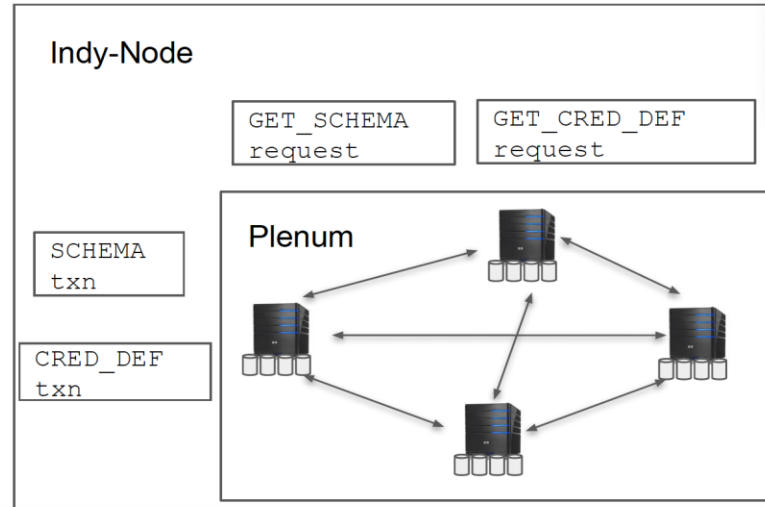 Indy-Node
GET_SCHEMA
request
GET_CRED_DEF
request
SCHEMA
txn
Plenum
CRED_DEF
txn